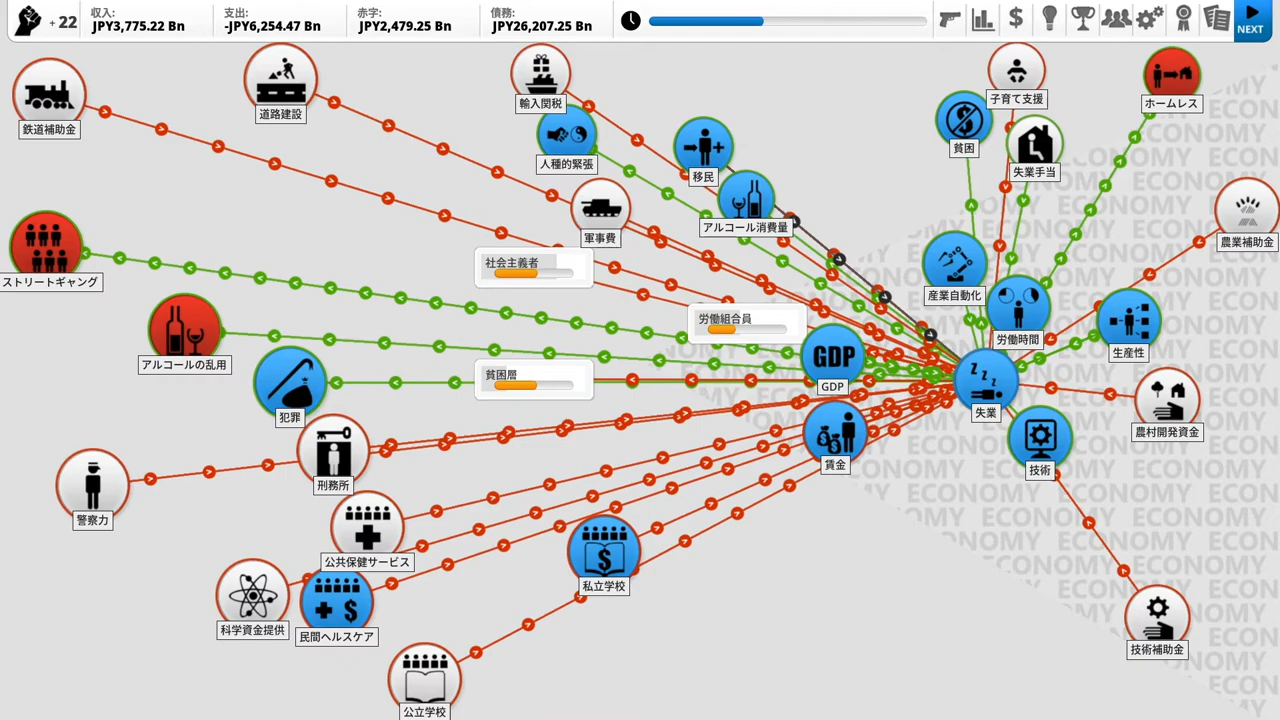 + 22
収入:
JPY3,775.22 Bn
支出:
-JPY6,254.47 Bn
赤字:
JPY2,479.25 Bn
債務:
JPY26,207.25 Bn
NEXT
鉄道補助金
道路建設
輸入関税
人種的緊張
移民
アルコール消費量
軍事費
子育て支援
貧困
失業手当
ホームレス
農業補助金
ストリートギャング
社会主義者
労働組合員
産業自動化
労働時間
生産性
アルコールの乱用
貧困層
GDP
GDP
犯罪
失業
農村開発資金
賃金
技術
刑務所
警察力
公共保健サービス
私立学校
科学資金提供
民間ヘルスケア
公立学校
技術補助金
ECONOMY